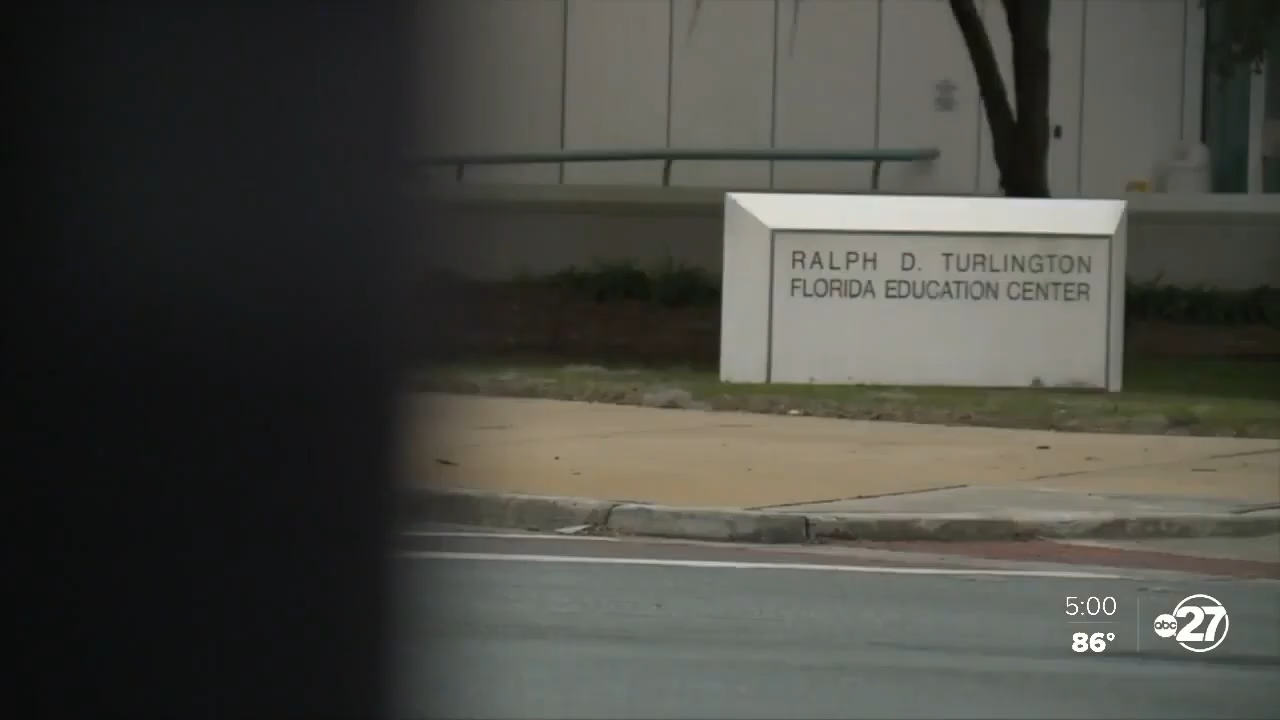 RALPH D. TURLINGTON
FLORIDA EDUCATION CENTER
5:00
86°
abc 27